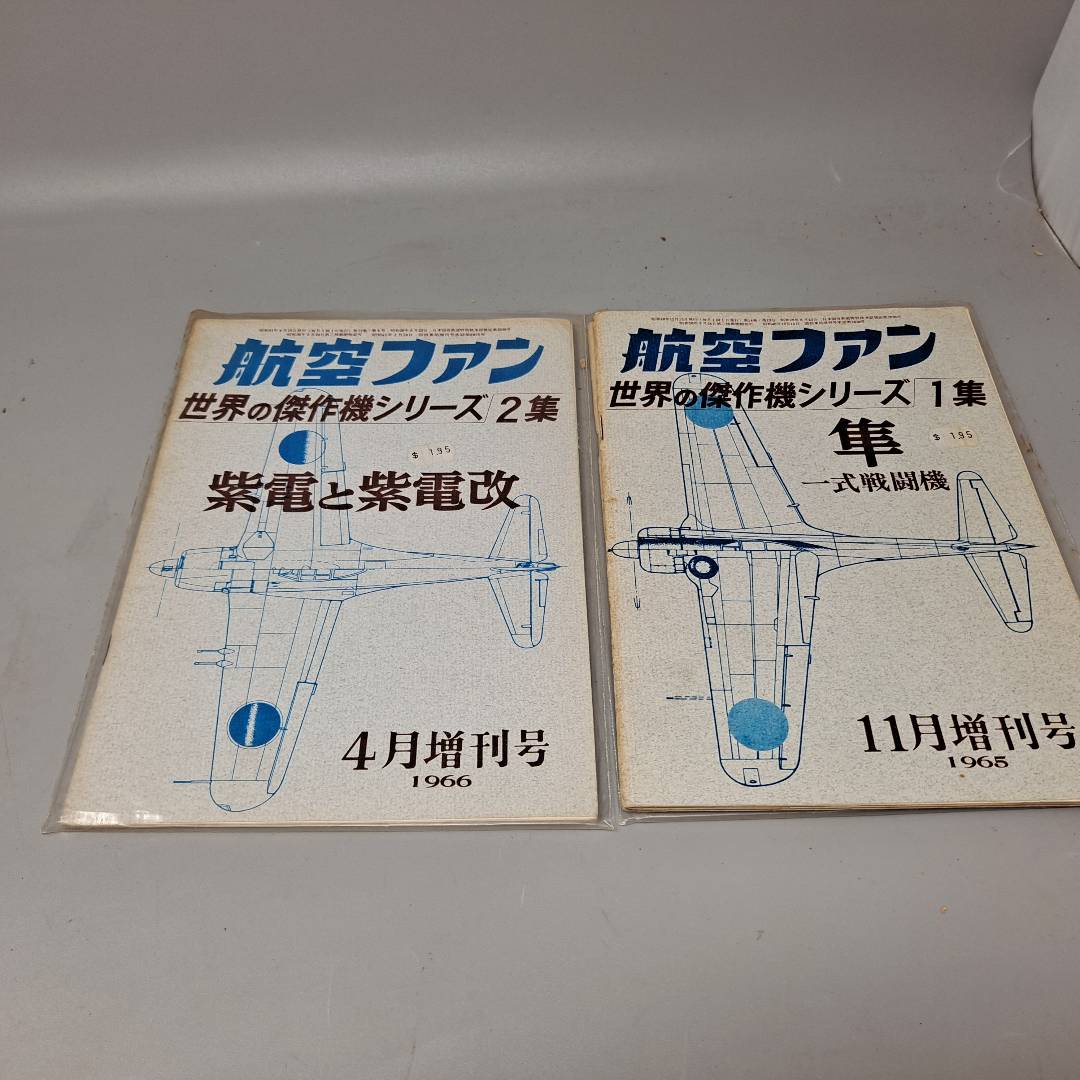 航空ファン
世界の傑作機シリーズ 2集
$ 1.95
紫電と紫電改
4月増刊号
1966
航空ファン
世界の傑作機シリーズ 1集
隼
$ 1.95
一式戦闘機
11月増刊号
1965